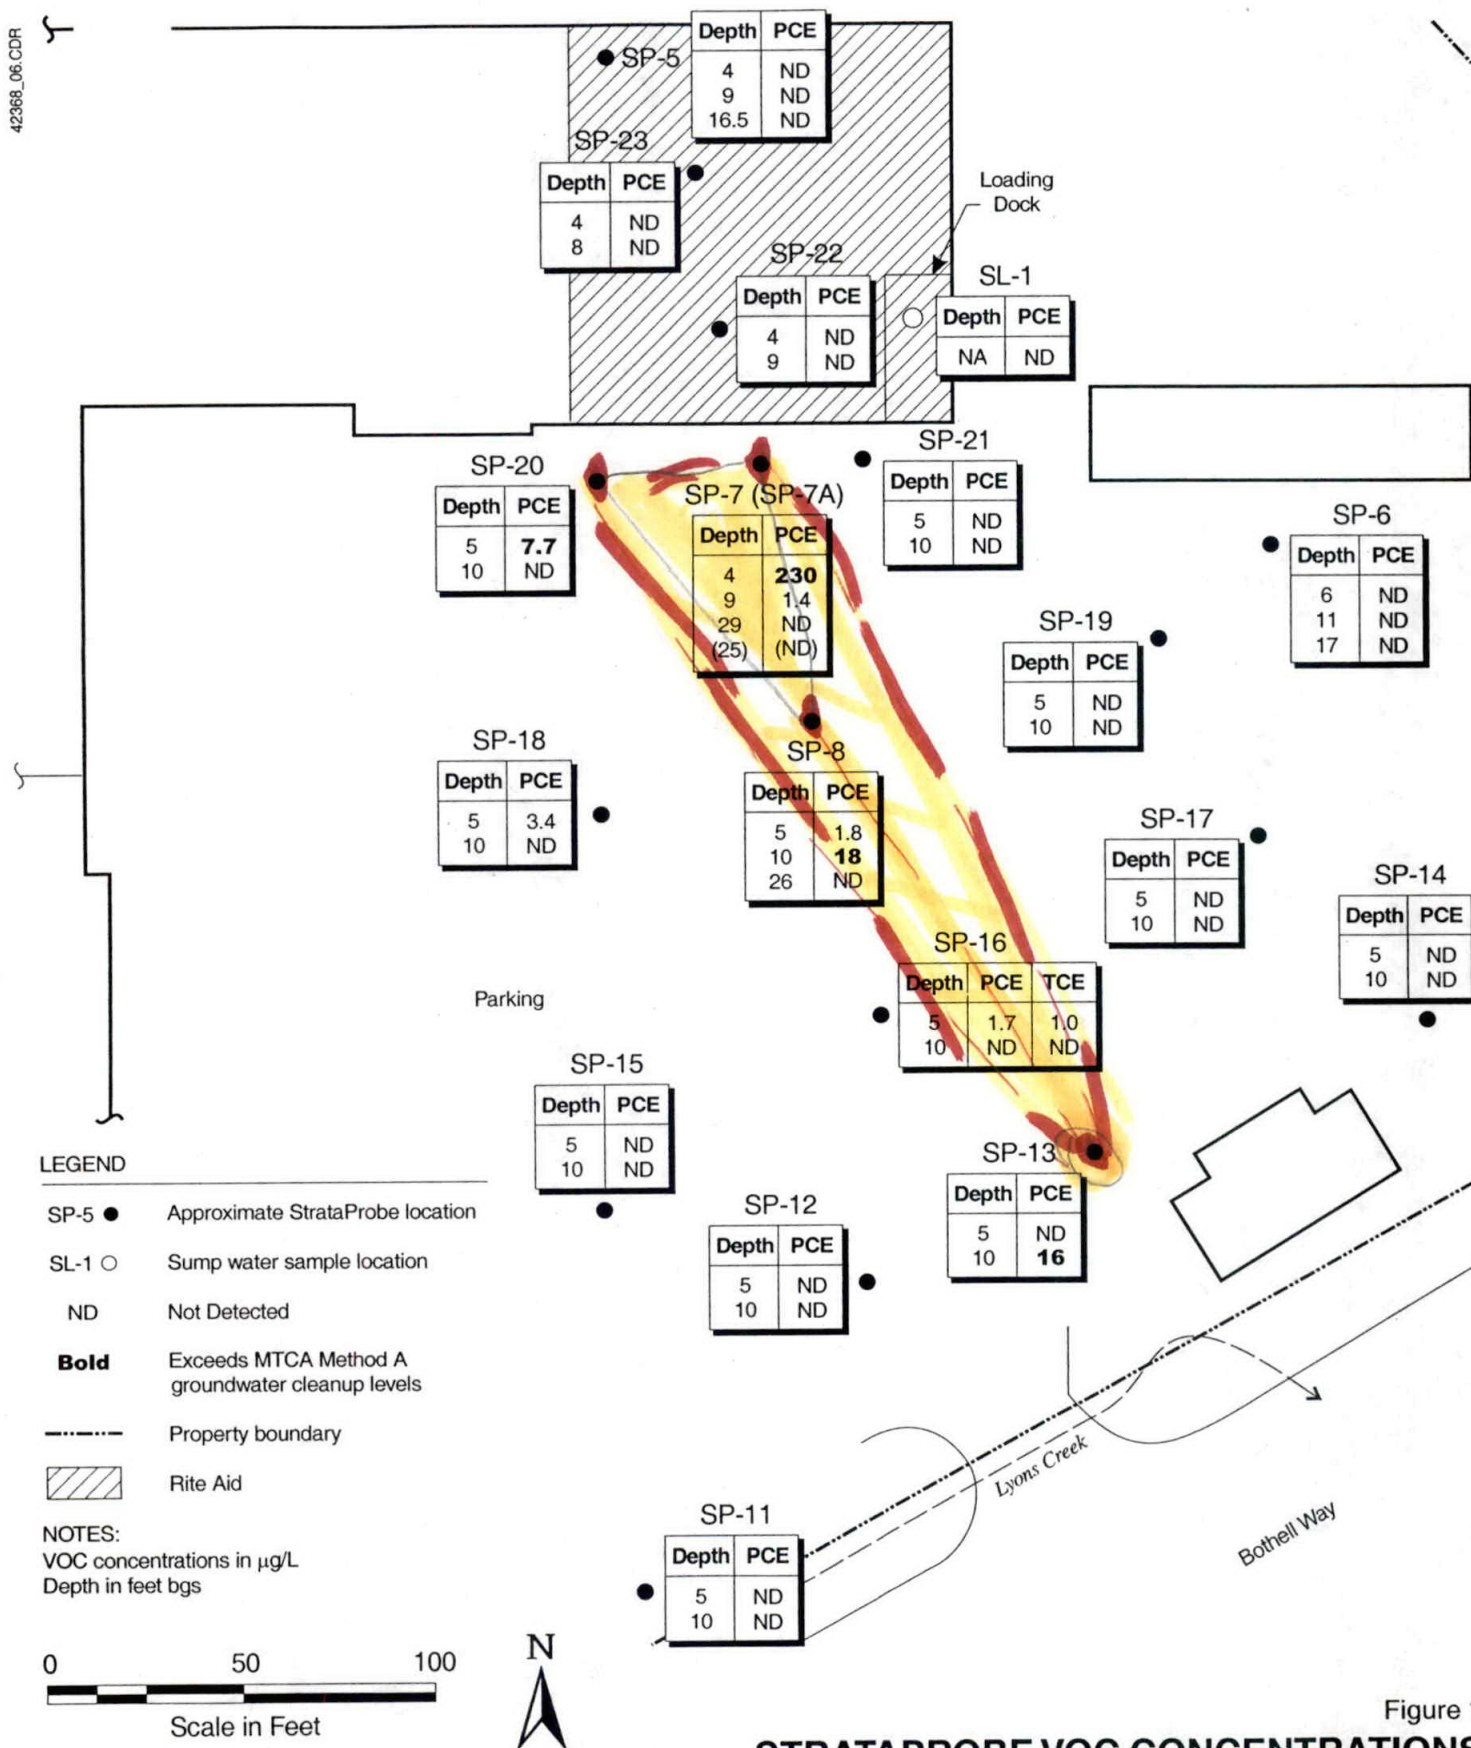 42368_06.CDR
SP-5
Depth PCE
4 ND
9 ND
16.5 ND
SP-23
Depth PCE
4 ND
8 ND
Loading
Dock
SP-22
Depth PCE
4 ND
9 ND
SL-1
Depth PCE
NA ND
SP-20
Depth PCE
5 7.7
10 ND
SP-7 (SP-7A)
Depth PCE
4 230
9 1.4
29 ND
(25) (ND)
SP-21
Depth PCE
5 ND
10 ND
SP-6
Depth PCE
6 ND
11 ND
17 ND
SP-19
Depth PCE
5 ND
10 ND
SP-18
Depth PCE
5 3.4
10 ND
SP-8
Depth PCE
5 1.8
10 18
26 ND
SP-17
Depth PCE
5 ND
10 ND
SP-14
Depth PCE
5 ND
10 ND
SP-16
Depth PCE TCE
5 1.7 1.0
10 ND ND
Parking
SP-15
Depth PCE
5 ND
10 ND
SP-13
Depth PCE
5 ND
10 16
SP-12
Depth PCE
5 ND
10 ND
SP-11
Depth PCE
5 ND
10 ND
Lyons Creek
Bothell Way
LEGEND
SP-5 Approximate StrataProbe location
SL-1 Sump water sample location
ND Not Detected
Bold Exceeds MTCA Method A
groundwater cleanup levels
Property boundary
Rite Aid
NOTES:
VOC concentrations in µg/L
Depth in feet bgs
0 50 100
Scale in Feet
N
Figure
STRATAPROBE VOC CONCENTRATIONS